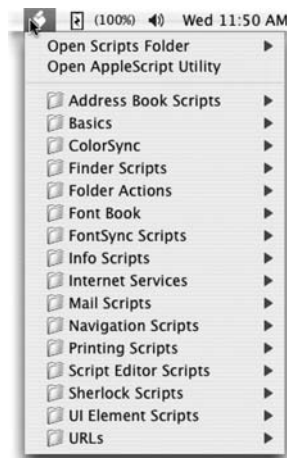 (100%) Wed 11:50 AM
Open Scripts Folder
Open AppleScript Utility
Address Book Scripts
Basics
ColorSync
Finder Scripts
Folder Actions
Font Book
FontSync Scripts
Info Scripts
Internet Services
Mail Scripts
Navigation Scripts
Printing Scripts
Script Editor Scripts
Sherlock Scripts
UI Element Scripts
URLs